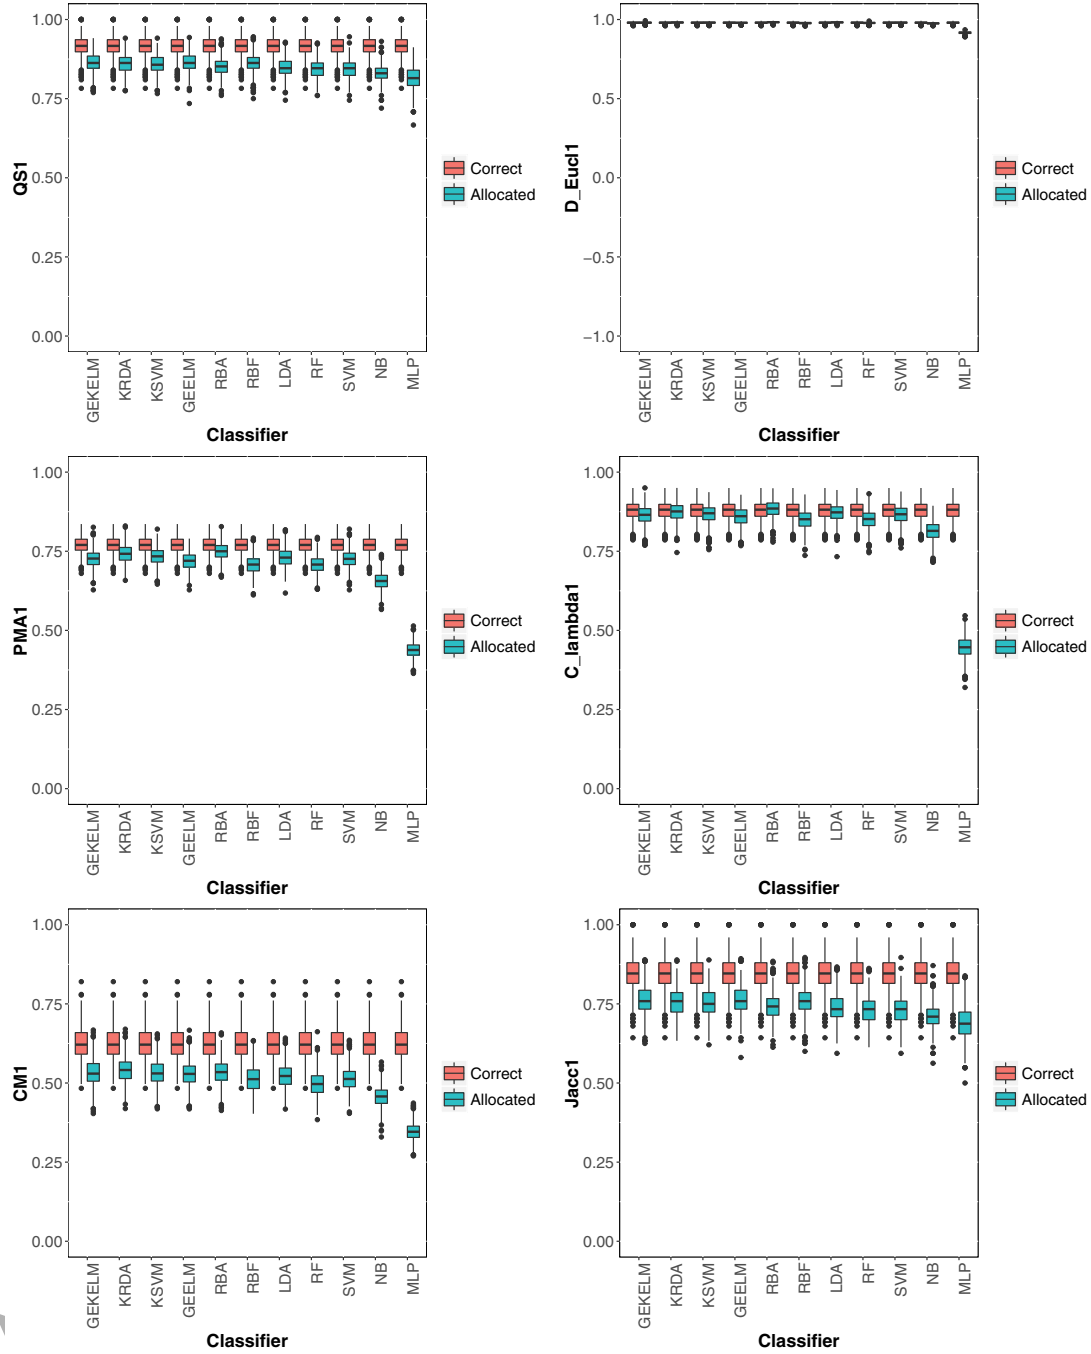 QS1
1.00
0.75
0.50
0.25
0.00
GEKELM
KRDA
KSVM
GEELM
RBA
RBF
LDA
RF
SVM
NB
MLP
Classifier
Correct
Allocated
D_Eucl1
1.0
0.5
0.0
−0.5
−1.0
GEKELM
KRDA
KSVM
GEELM
RBA
RBF
LDA
RF
SVM
NB
MLP
Classifier
Correct
Allocated
PMA1
1.00
0.75
0.50
0.25
0.00
GEKELM
KRDA
KSVM
GEELM
RBA
RBF
LDA
RF
SVM
NB
MLP
Classifier
Correct
Allocated
C_lambda1
1.00
0.75
0.50
0.25
0.00
GEKELM
KRDA
KSVM
GEELM
RBA
RBF
LDA
RF
SVM
NB
MLP
Classifier
Correct
Allocated
CM1
1.00
0.75
0.50
0.25
0.00
GEKELM
KRDA
KSVM
GEELM
RBA
RBF
LDA
RF
SVM
NB
MLP
Classifier
Correct
Allocated
Jacc1
1.00
0.75
0.50
0.25
0.00
GEKELM
KRDA
KSVM
GEELM
RBA
RBF
LDA
RF
SVM
NB
MLP
Classifier
Correct
Allocated